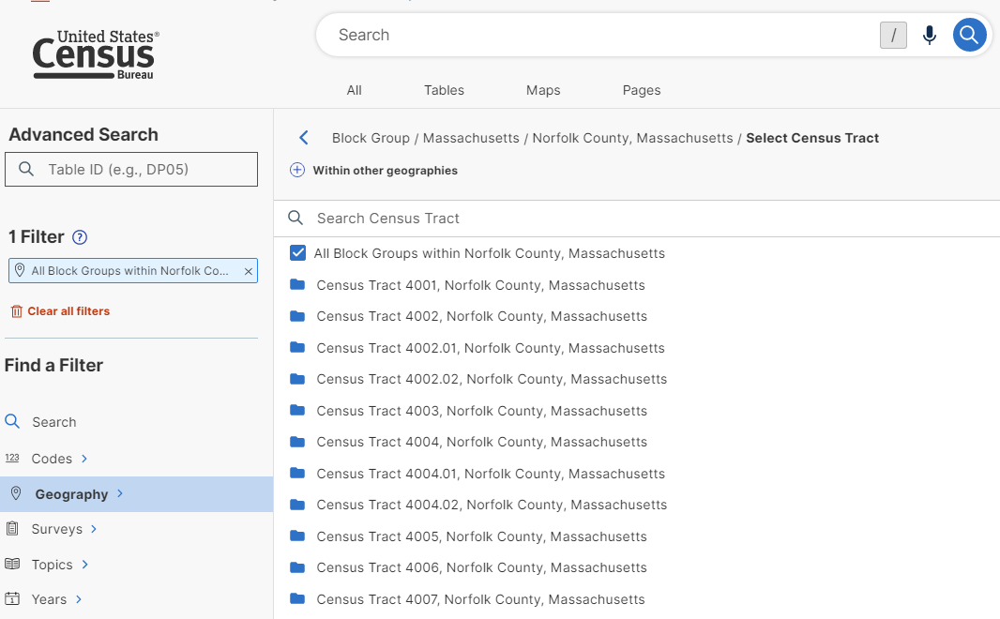 United States®
Census
Bureau
Search
/
All
Tables
Maps
Pages
Advanced Search
Table ID (e.g., DP05)
1 Filter ?
All Block Groups within Norfolk Co... ×
Clear all filters
Find a Filter
Search
123 Codes
Geography
Surveys
Topics
1 Years
Block Group / Massachusetts / Norfolk County, Massachusetts / Select Census Tract
Within other geographies
Search Census Tract
All Block Groups within Norfolk County, Massachusetts
Census Tract 4001, Norfolk County, Massachusetts
Census Tract 4002, Norfolk County, Massachusetts
Census Tract 4002.01, Norfolk County, Massachusetts
Census Tract 4002.02, Norfolk County, Massachusetts
Census Tract 4003, Norfolk County, Massachusetts
Census Tract 4004, Norfolk County, Massachusetts
Census Tract 4004.01, Norfolk County, Massachusetts
Census Tract 4004.02, Norfolk County, Massachusetts
Census Tract 4005, Norfolk County, Massachusetts
Census Tract 4006, Norfolk County, Massachusetts
Census Tract 4007, Norfolk County, Massachusetts